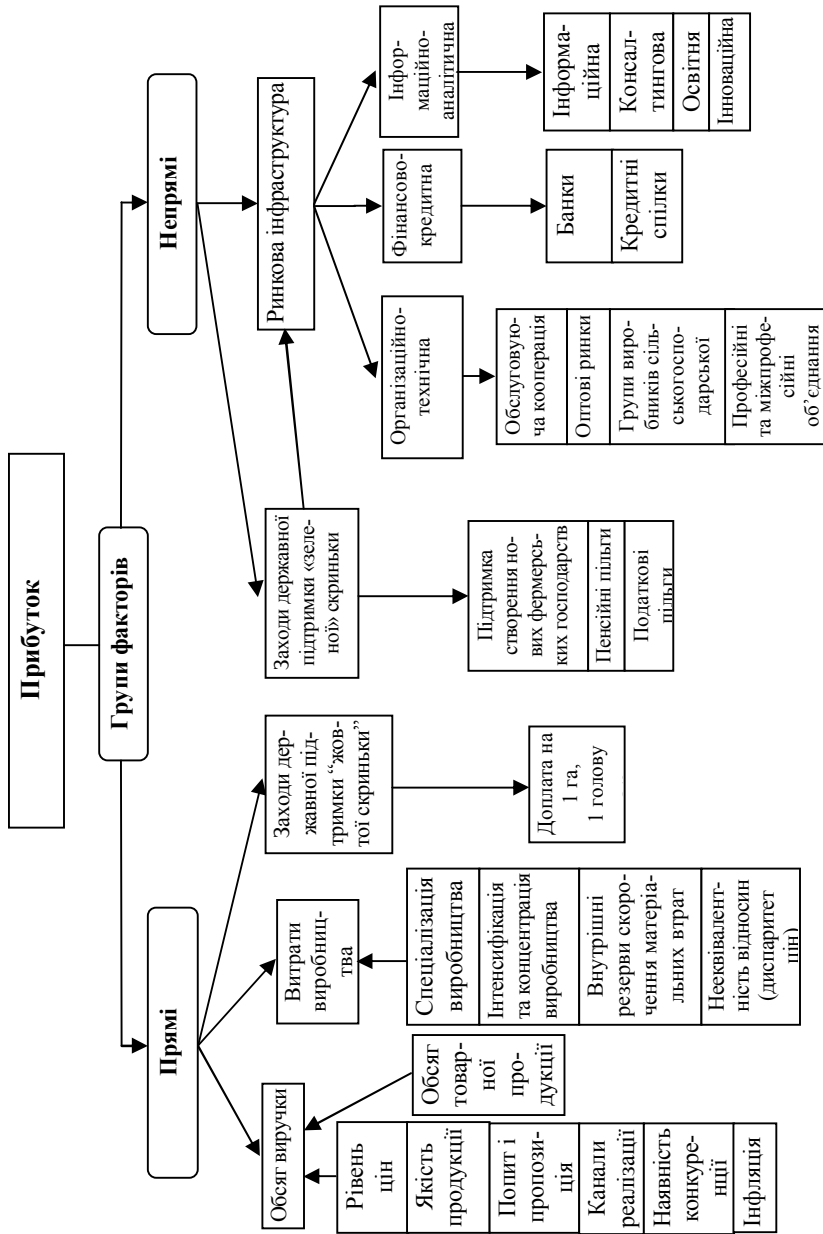 Прибуток
Групи факторів
Прямі
Непрямі
Обсяг виручки
Витрати
виробниц-
тва
Заходи дер-
жавної під-
тримки “жов-
тої скриньки”
Заходи державної
підтримки «зеле-
ної» скриньки
Ринкова інфраструктура
Організаційно-
технічна
Фінансово-
кредитна
Інфор-
маційно-
аналітична
Рівень
цін
Якість
продукції
Попит і
пропози-
ція
Канали
реалізації
Наявність
конкуре-
нції
Інфляція
Обсяг
товар-
ної про-
дукції
Спеціалізація
виробництва
Інтенсифікація
та концентрація
виробництва
Внутрішні
резерви скоро-
чення матеріа-
льних втрат
Нееквівалент-
ність відносин
(диспаритет
цін)
Доплата на
1 га,
1 голову
Підтримка
створення но-
вих фермерсь-
ких господарств
Пенсійні пільги
Податкові
пільги
Обслуговую-
ча кооперація
Оптові ринки
Групи виро-
бників сіль-
ськогоспо-
дарської
Професійні
та міжпрофе-
сійні
об’єднання
Банки
Кредитні
спілки
Інформа-
ційна
Консал-
тингова
Освітня
Інноваційна